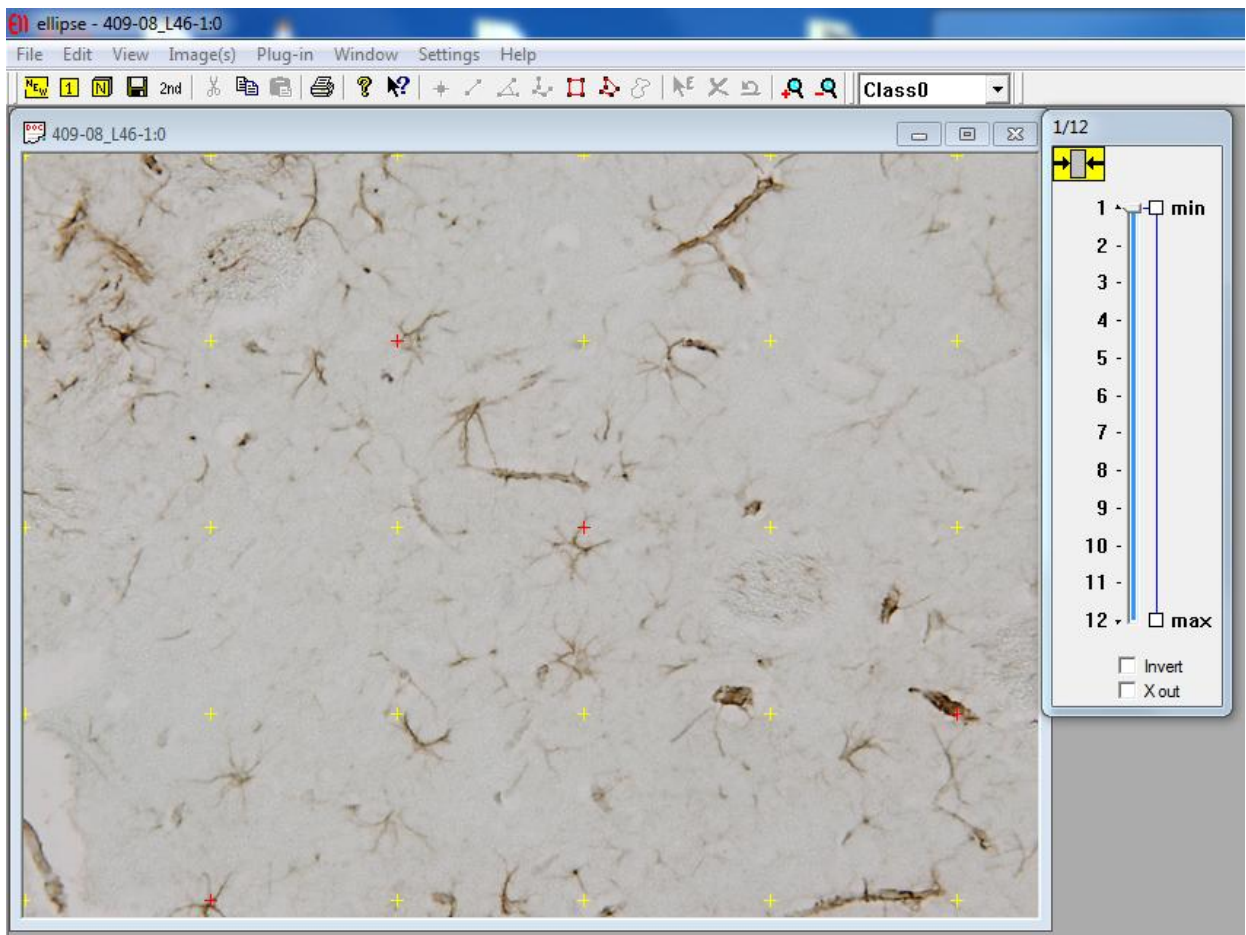 ellipse - 409-08_L46-1:0
File Edit View Image(s) Plug-in Window Settings Help
NEW 1 N 2nd Class0
409-08_L46-1:0
1/12
1 min
2
3
4
5
6
7
8
9
10
11
12 max
Invert
X out